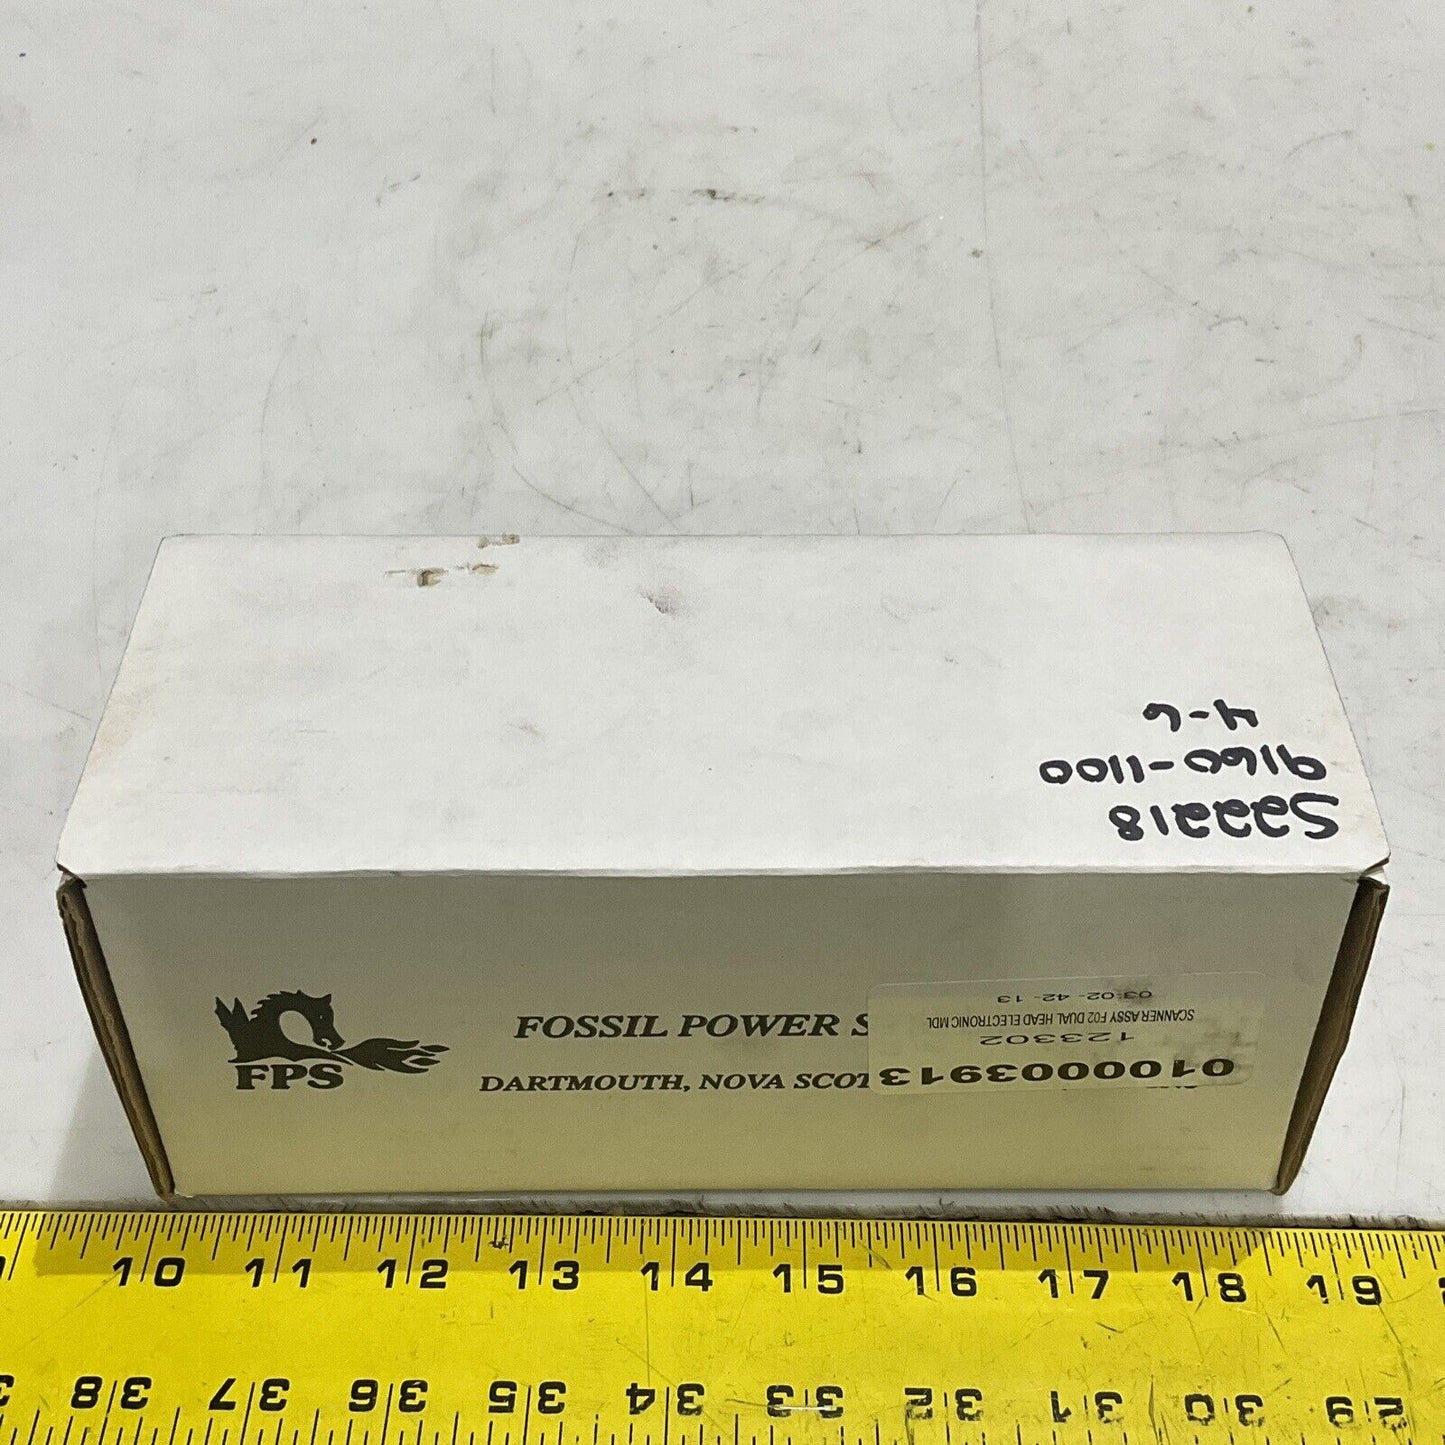 S22218
9160-1100
4-6
FPS
FOSSIL POWER S
DARTMOUTH, NOVA SCOT
0100003913
123302
SCANNER ASSY F02 DUAL HEAD ELECTRONIC MDL
03-02-42-13
10 11 12 13 14 15 16 17 18 19
29 30 31 32 33 34 35 36 37 38